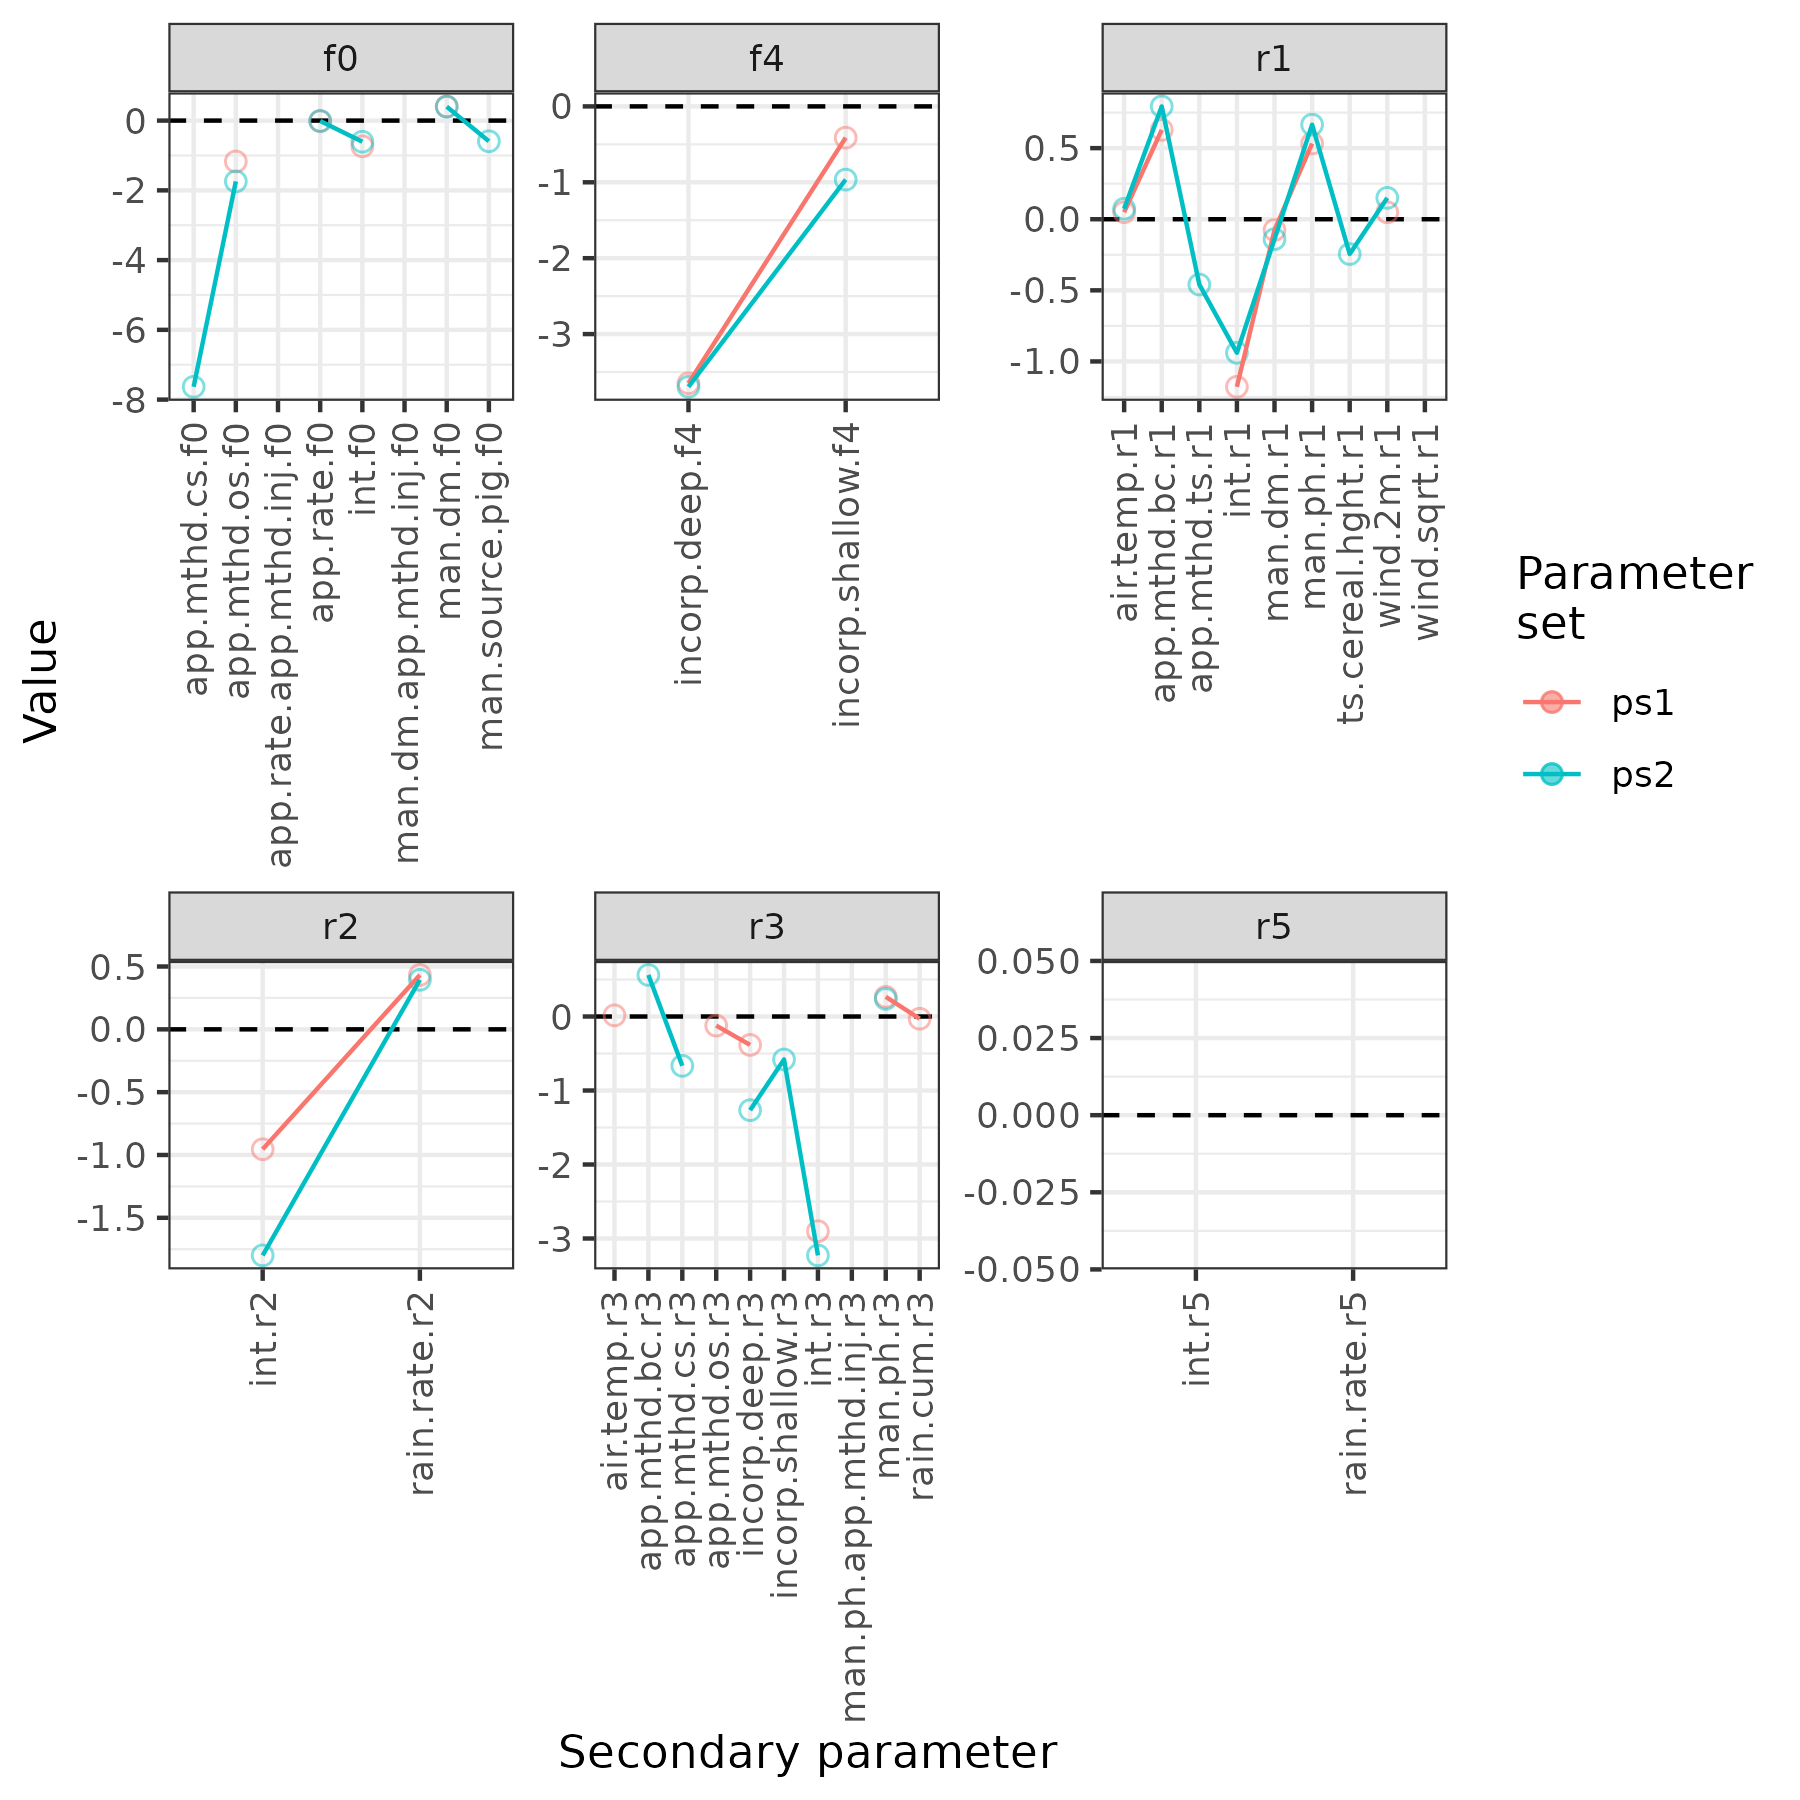 f0
f4
r1
0
-2
-4
-6
-8
0
-1
-2
-3
0.5
0.0
-0.5
-1.0
app.mthd.cs.f0
app.mthd.os.f0
app.rate.app.mthd.inj.f0
app.rate.f0
int.f0
man.dm.app.mthd.inj.f0
man.dm.f0
man.source.pig.f0
incorp.deep.f4
incorp.shallow.f4
air.temp.r1
app.mthd.bc.r1
app.mthd.ts.r1
int.r1
man.dm.r1
man.ph.r1
ts.cereal.hght.r1
wind.2m.r1
wind.sqrt.r1
Value
Parameter
set
ps1
ps2
r2
r3
r5
0.5
0.0
-0.5
-1.0
-1.5
0
-1
-2
-3
0.050
0.025
0.000
-0.025
-0.050
int.r2
rain.rate.r2
air.temp.r3
app.mthd.bc.r3
app.mthd.cs.r3
app.mthd.os.r3
incorp.deep.r3
incorp.shallow.r3
int.r3
man.ph.app.mthd.inj.r3
man.ph.r3
rain.cum.r3
int.r5
rain.rate.r5
Secondary parameter